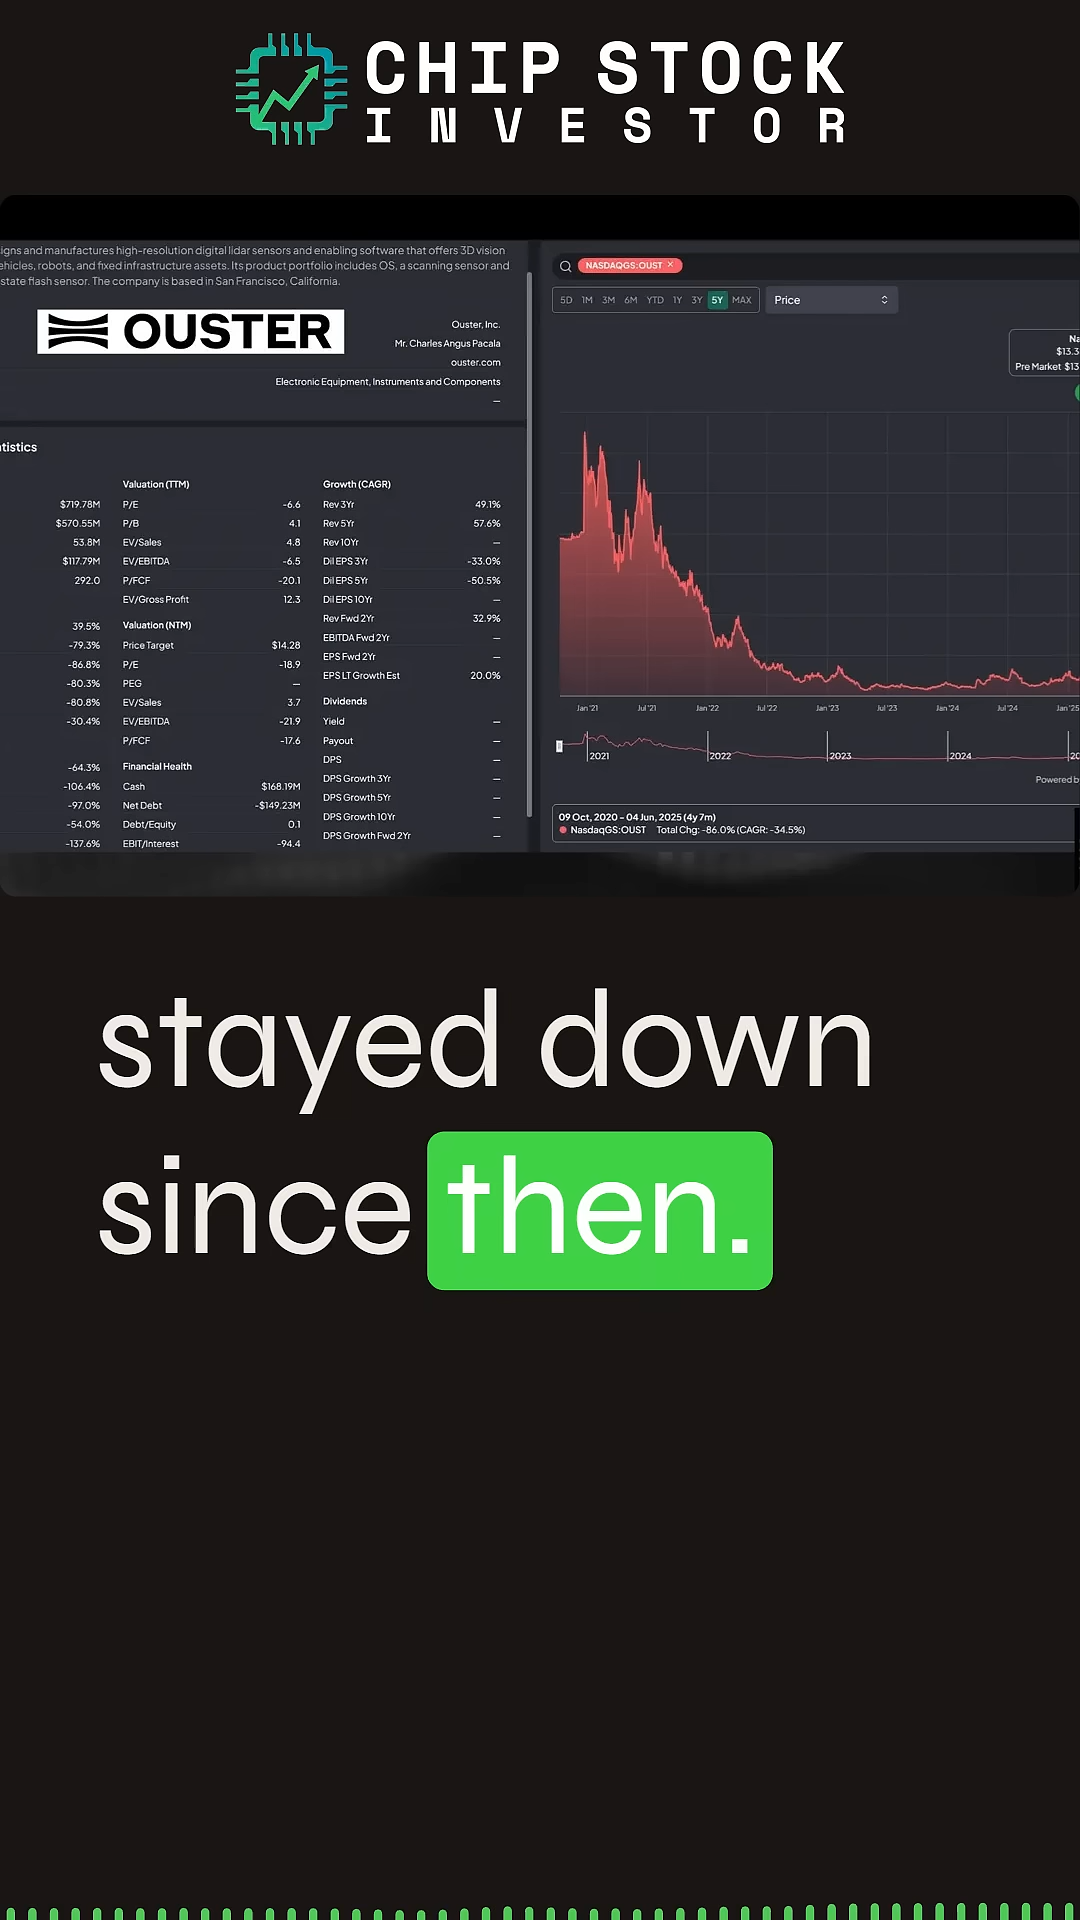 CHIP STOCK
INVESTOR
igns and manufactures high-resolution digital lidar sensors and enabling software that offers 3D vision
ehicles, robots, and fixed infrastructure assets. Its product portfolio includes OS, a scanning sensor and
state flash sensor. The company is based in San Francisco, California.
OUSTER
Ouster, Inc.
Mr. Charles Angus Pacala
ouster.com
Electronic Equipment, Instruments and Components
—
tistics
Valuation (TTM) Growth (CAGR)
$719.78M P/E -6.6 Rev 3Yr 49.1%
$570.55M P/B 4.1 Rev 5Yr 57.6%
53.8M EV/Sales 4.8 Rev 10Yr —
$117.79M EV/EBITDA -6.5 Dil EPS 3Yr -33.0%
292.0 P/FCF -20.1 Dil EPS 5Yr -50.5%
EV/Gross Profit 12.3 Dil EPS 10Yr —
39.5% Valuation (NTM) Rev Fwd 2Yr 32.9%
-79.3% Price Target $14.28 EBITDA Fwd 2Yr —
-86.8% P/E -18.9 EPS Fwd 2Yr —
-80.3% PEG — EPS LT Growth Est 20.0%
-80.8% EV/Sales 3.7 Dividends
-30.4% EV/EBITDA -21.9 Yield —
P/FCF -17.6 Payout —
-64.3% Financial Health DPS —
-106.4% Cash $168.19M DPS Growth 3Yr —
-97.0% Net Debt -$149.23M DPS Growth 5Yr —
-54.0% Debt/Equity 0.1 DPS Growth 10Yr —
-137.6% EBIT/Interest -94.4 DPS Growth Fwd 2Yr —
NASDAQGS:OUST ×
5D 1M 3M 6M YTD 1Y 3Y 5Y MAX Price
Na
$13.3
Pre Market $13
Jan '21 Jul '21 Jan '22 Jul '22 Jan '23 Jul '23 Jan '24 Jul '24 Jan '25
2021 2022 2023 2024 20
Powered by
09 Oct, 2020 - 04 Jun, 2025 (4y 7m)
NasdaqGS:OUST Total Chg: -86.0% (CAGR: -34.5%)
stayed down
since then.